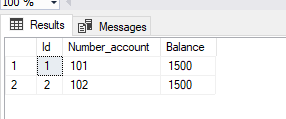 100 %
Results Messages
Id Number_account Balance
1 1 101 1500
2 2 102 1500